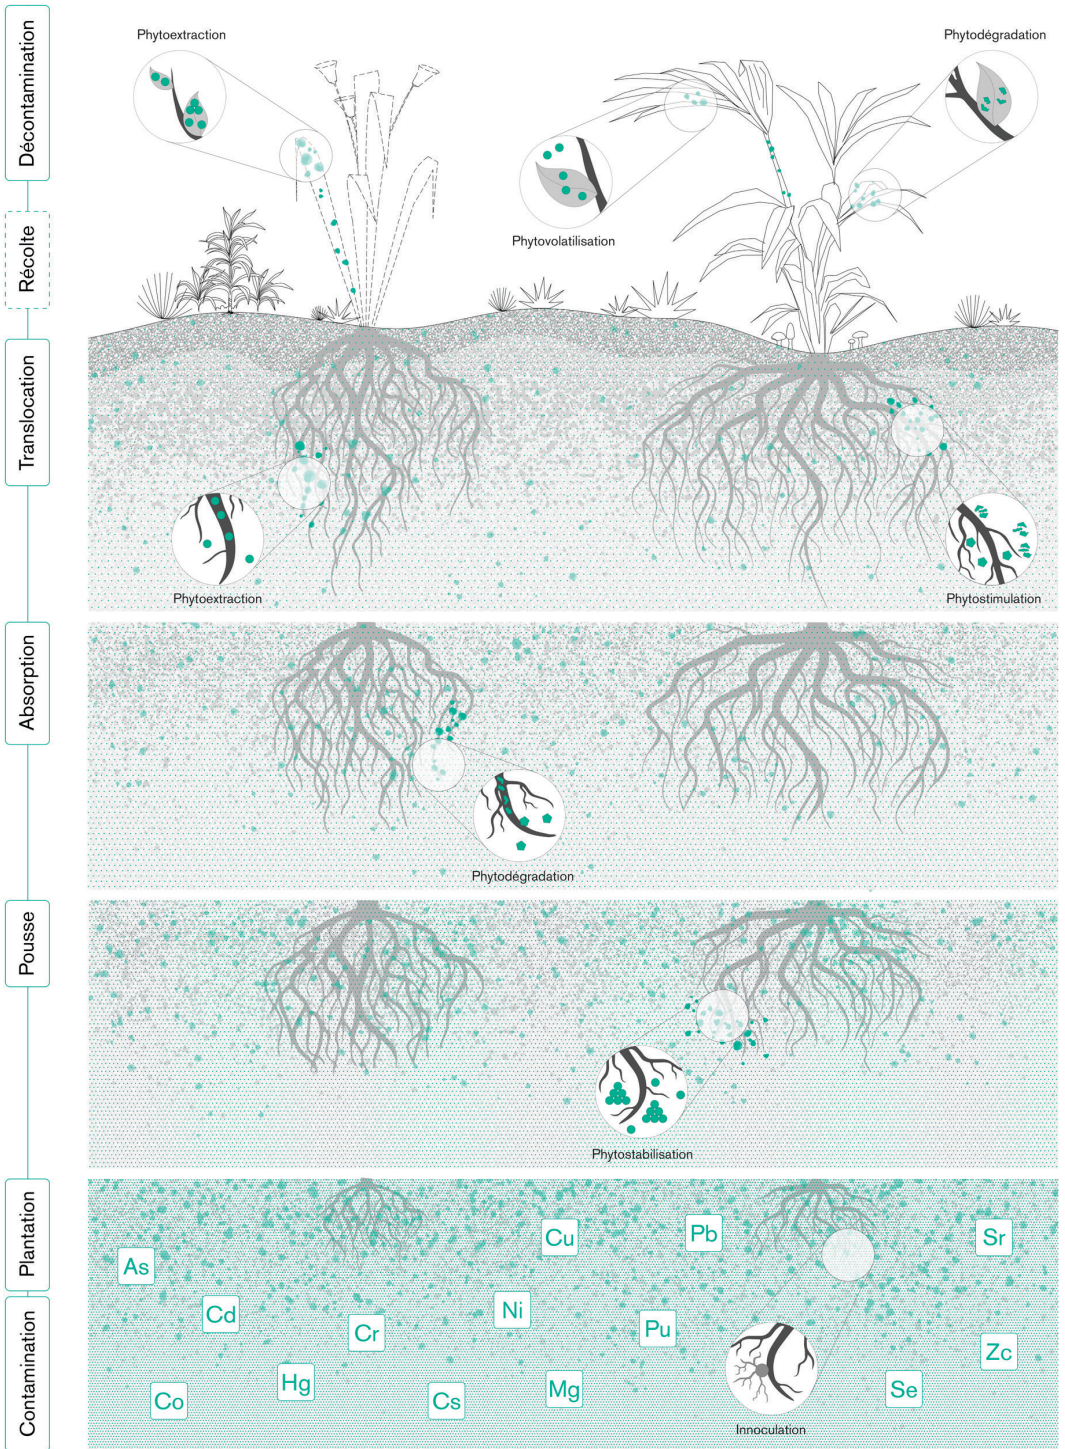 Décontamination
Récolte
Translocation
Absorption
Pousse
Plantation
Contamination
Phytoextraction
Phytodégradation
Phytovolatilisation
Phytoextraction
Phytostimulation
Phytodégradation
Phytostabilisation
Cu
Pb
Sr
As
Cd
Ni
Cr
Pu
Zc
Hg
Mg
Se
Co
Cs
Innoculation